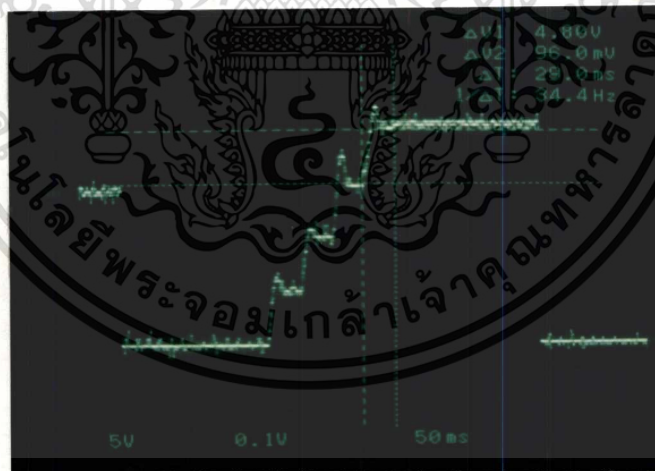 ΔV1 4.80V
ΔV2 96.0mV
ΔT: 29.0ms
1/ΔT: 34.4Hz
โนโลยีพระจอมเกล้าเจ้าคุณทหารลาด
5V 0.1V 50ms